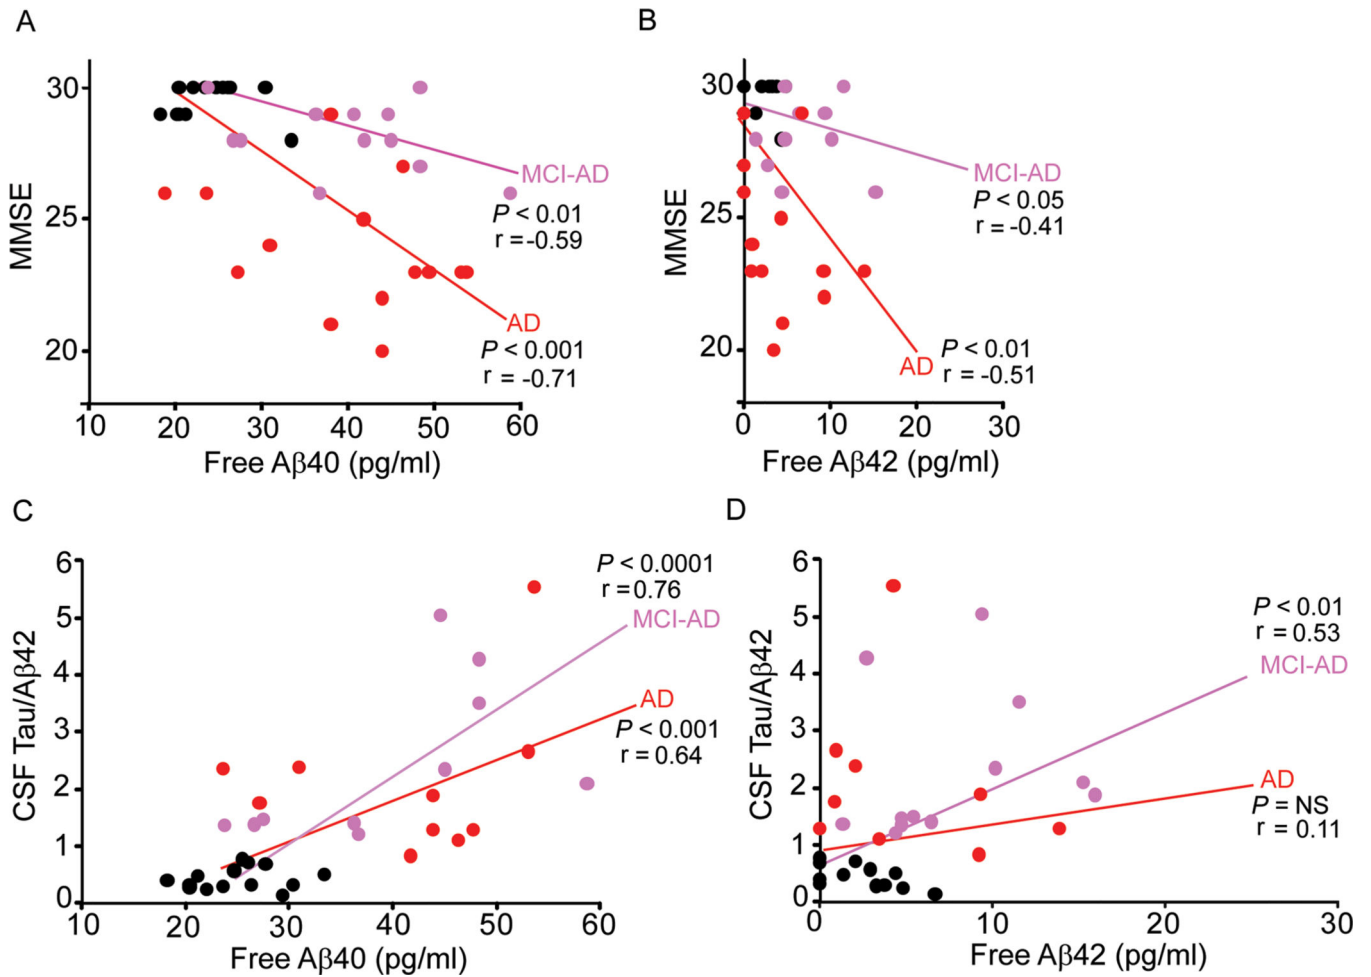 A
MMSE
30
25
20
10
20
30
40
50
60
Free Aβ40 (pg/ml)
MCI-AD
P < 0.01
r =-0.59
AD
P < 0.001
r = -0.71
B
MMSE
30
25
20
0
10
20
30
Free Aβ42 (pg/ml)
MCI-AD
P < 0.05
r = -0.41
AD
P < 0.01
r = -0.51
C
CSF Tau/Aβ42
6
5
4
3
2
1
0
10
20
30
40
50
60
Free Aβ40 (pg/ml)
P < 0.0001
r =0.76
MCI-AD
AD
P < 0.001
r = 0.64
D
CSF Tau/Aβ42
6
5
4
3
2
1
0
0
10
20
30
Free Aβ42 (pg/ml)
P < 0.01
r = 0.53
MCI-AD
AD
P = NS
r = 0.11